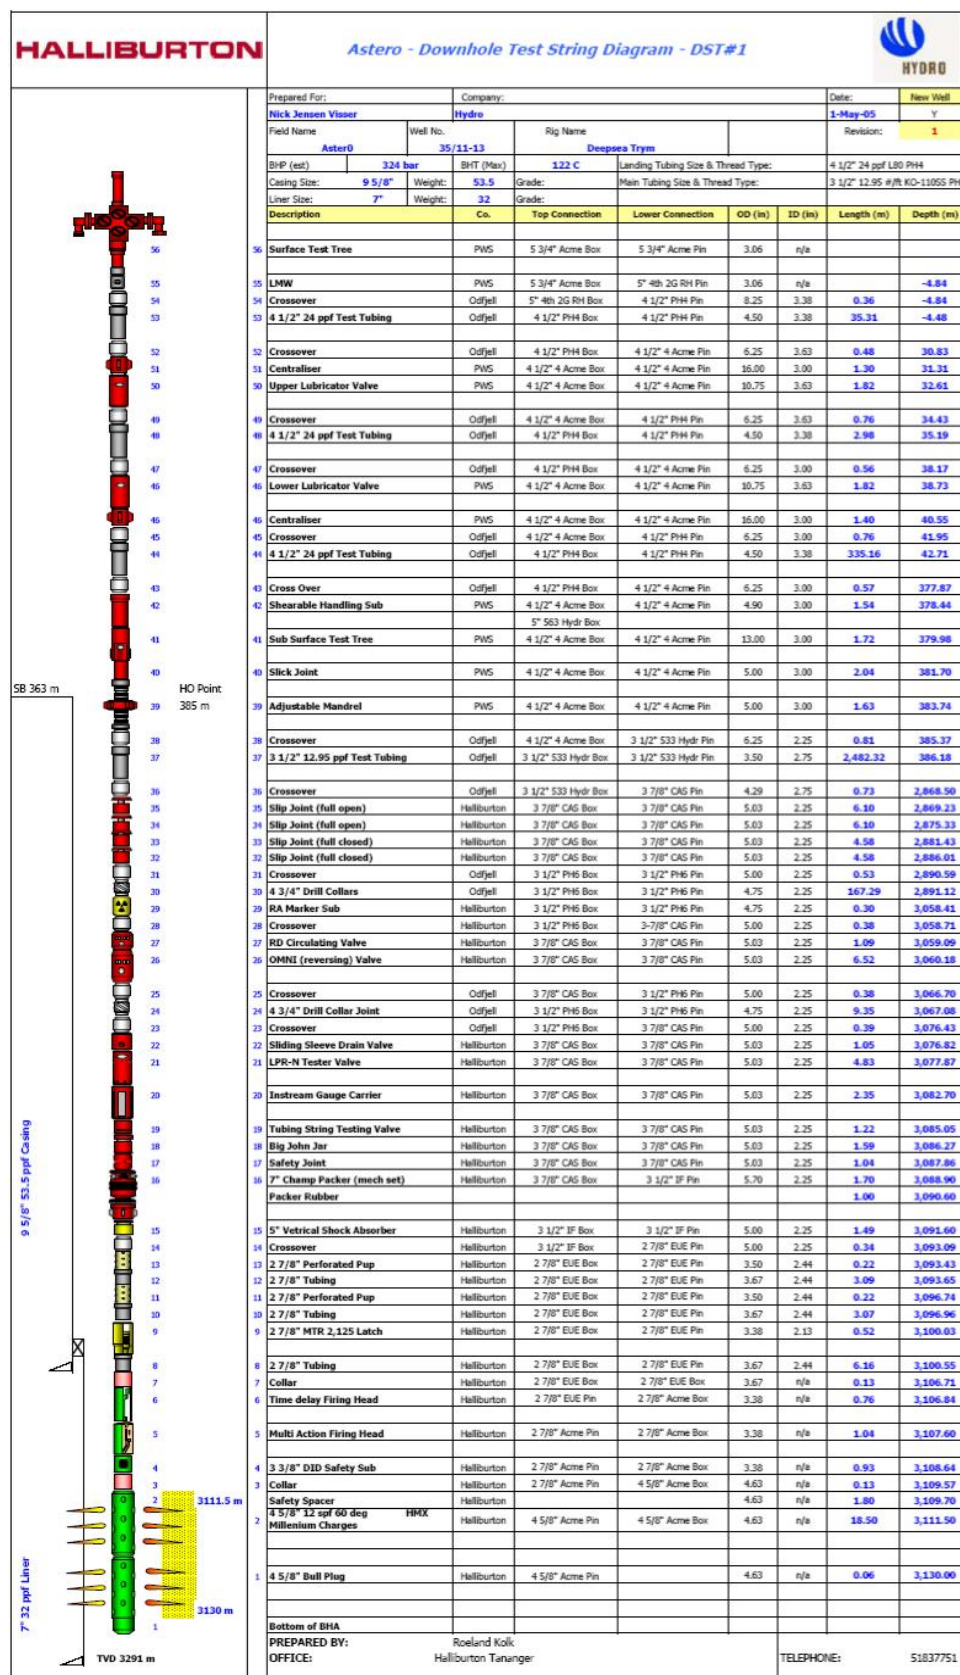 HALLIBURTON
Astero - Downhole Test String Diagram - DST#1
HYDRO
Prepared For: Company: Date: New Well
Nick Jensen Visser Hydro 1-May-05 Y
Field Name Well No. Rig Name Revision: 1
Aster0 35/11-13 Deepsea Trym
BHP (est) 324 bar BHT (Max) 122 C Landing Tubing Size & Thread Type: 4 1/2" 24 ppf L80 PH4
Casing Size: 9 5/8" Weight: 53.5 Grade: Main Tubing Size & Thread Type: 3 1/2" 12.95 #/ft KO-110SS PH
Liner Size: 7" Weight: 32 Grade:
Description Co. Top Connection Lower Connection OD (in) ID (in) Length (m) Depth (m)
56 56 Surface Test Tree PWS 5 3/4" Acme Box 5 3/4" Acme Pin 3.06 n/a
55 55 LMW PWS 5 3/4" Acme Box 5" 4th 2G RH Pin 3.06 n/a -4.84
54 54 Crossover Odfjell 5" 4th 2G RH Box 4 1/2" PH4 Pin 8.25 3.38 0.36 -4.84
53 53 4 1/2" 24 ppf Test Tubing Odfjell 4 1/2" PH4 Box 4 1/2" PH4 Pin 4.50 3.38 35.31 -4.48
52 52 Crossover Odfjell 4 1/2" PH4 Box 4 1/2" 4 Acme Pin 6.25 3.63 0.48 30.83
51 51 Centraliser PWS 4 1/2" 4 Acme Box 4 1/2" 4 Acme Pin 16.00 3.00 1.30 31.31
50 50 Upper Lubricator Valve PWS 4 1/2" 4 Acme Box 4 1/2" 4 Acme Pin 10.75 3.63 1.82 32.61
49 49 Crossover Odfjell 4 1/2" 4 Acme Box 4 1/2" PH4 Pin 6.25 3.63 0.76 34.43
48 48 4 1/2" 24 ppf Test Tubing Odfjell 4 1/2" PH4 Box 4 1/2" PH4 Pin 4.50 3.38 2.98 35.19
47 47 Crossover Odfjell 4 1/2" PH4 Box 4 1/2" 4 Acme Pin 6.25 3.00 0.56 38.17
46 46 Lower Lubricator Valve PWS 4 1/2" 4 Acme Box 4 1/2" 4 Acme Pin 10.75 3.63 1.82 38.73
46 46 Centraliser PWS 4 1/2" 4 Acme Box 4 1/2" 4 Acme Pin 16.00 3.00 1.40 40.55
45 45 Crossover Odfjell 4 1/2" 4 Acme Box 4 1/2" 4 Acme Pin 6.25 3.00 0.76 41.95
44 44 4 1/2" 24 ppf Test Tubing Odfjell 4 1/2" PH4 Box 4 1/2" PH4 Pin 4.50 3.38 335.16 42.71
43 43 Cross Over Odfjell 4 1/2" PH4 Box 4 1/2" 4 Acme Pin 6.25 3.00 0.57 377.87
42 42 Shearable Handling Sub PWS 4 1/2" 4 Acme Box 4 1/2" 4 Acme Pin 4.90 3.00 1.54 378.44
5" 563 Hydr Box
41 41 Sub Surface Test Tree PWS 4 1/2" 4 Acme Box 4 1/2" 4 Acme Pin 13.00 3.00 1.72 379.98
40 40 Slick Joint PWS 4 1/2" 4 Acme Box 4 1/2" 4 Acme Pin 5.00 3.00 2.04 381.70
SB 363 m HO Point
39 385 m 39 Adjustable Mandrel PWS 4 1/2" 4 Acme Box 4 1/2" 4 Acme Pin 5.00 3.00 1.63 383.74
38 38 Crossover Odfjell 4 1/2" 4 Acme Box 3 1/2" 533 Hydr Pin 6.25 2.25 0.81 385.37
37 37 3 1/2" 12.95 ppf Test Tubing Odfjell 3 1/2" 533 Hydr Box 3 1/2" 533 Hydr Pin 3.50 2.75 2,482.32 386.18
36 36 Crossover Odfjell 3 1/2" 533 Hydr Box 3 7/8" CAS Pin 4.29 2.75 0.73 2,868.50
35 35 Slip Joint (full open) Halliburton 3 7/8" CAS Box 3 7/8" CAS Pin 5.03 2.25 6.10 2,869.23
34 34 Slip Joint (full open) Halliburton 3 7/8" CAS Box 3 7/8" CAS Pin 5.03 2.25 6.10 2,875.33
33 33 Slip Joint (full closed) Halliburton 3 7/8" CAS Box 3 7/8" CAS Pin 5.03 2.25 4.58 2,881.43
32 32 Slip Joint (full closed) Halliburton 3 7/8" CAS Box 3 7/8" CAS Pin 5.03 2.25 4.58 2,886.01
31 31 Crossover Odfjell 3 7/8" CAS Box 3 1/2" PH6 Pin 5.00 2.25 0.53 2,890.59
30 30 4 3/4" Drill Collars Odfjell 3 1/2" PH6 Box 3 1/2" PH6 Pin 4.75 2.25 167.29 2,891.12
29 29 RA Marker Sub Halliburton 3 1/2" PH6 Box 3 1/2" PH6 Pin 4.75 2.25 0.30 3,058.41
28 28 Crossover Halliburton 3 1/2" PH6 Box 3-7/8" CAS Pin 5.00 2.25 0.38 3,058.71
27 27 RD Circulating Valve Halliburton 3 7/8" CAS Box 3 7/8" CAS Pin 5.03 2.25 1.09 3,059.09
26 26 OMNI (reversing) Valve Halliburton 3 7/8" CAS Box 3 7/8" CAS Pin 5.03 2.25 6.52 3,060.18
25 25 Crossover Odfjell 3 7/8" CAS Box 3 1/2" PH6 Pin 5.00 2.25 0.38 3,066.70
24 24 4 3/4" Drill Collar Joint Odfjell 3 1/2" PH6 Box 3 1/2" PH6 Pin 4.75 2.25 9.35 3,067.08
23 23 Crossover Odfjell 3 1/2" PH6 Box 3 7/8" CAS Pin 5.00 2.25 0.39 3,076.43
22 22 Sliding Sleeve Drain Valve Halliburton 3 7/8" CAS Box 3 7/8" CAS Pin 5.03 2.25 1.05 3,076.82
21 21 LPR-N Tester Valve Halliburton 3 7/8" CAS Box 3 7/8" CAS Pin 5.03 2.25 4.83 3,077.87
20 20 Instream Gauge Carrier Halliburton 3 7/8" CAS Box 3 7/8" CAS Pin 5.03 2.25 2.35 3,082.70
19 19 Tubing String Testing Valve Halliburton 3 7/8" CAS Box 3 7/8" CAS Pin 5.03 2.25 1.22 3,085.05
18 18 Big John Jar Halliburton 3 7/8" CAS Box 3 7/8" CAS Pin 5.03 2.25 1.59 3,086.27
17 17 Safety Joint Halliburton 3 7/8" CAS Box 3 7/8" CAS Pin 5.03 2.25 1.04 3,087.86
16 16 7" Champ Packer (mech set) Halliburton 3 7/8" CAS Box 3 1/2" IF Pin 5.70 2.25 1.70 3,088.90
Packer Rubber 1.00 3,090.60
9 5/8" 53.5 ppf Casing
15 15 5" Vetrical Shock Absorber Halliburton 3 1/2" IF Box 3 1/2" IF Pin 5.00 2.25 1.49 3,091.60
14 14 Crossover Halliburton 3 1/2" IF Box 2 7/8" EUE Pin 5.00 2.25 0.34 3,093.09
13 13 2 7/8" Perforated Pup Halliburton 2 7/8" EUE Box 2 7/8" EUE Pin 3.50 2.44 0.22 3,093.43
12 12 2 7/8" Tubing Halliburton 2 7/8" EUE Box 2 7/8" EUE Pin 3.67 2.44 3.09 3,093.65
11 11 2 7/8" Perforated Pup Halliburton 2 7/8" EUE Box 2 7/8" EUE Pin 3.50 2.44 0.22 3,096.74
10 10 2 7/8" Tubing Halliburton 2 7/8" EUE Box 2 7/8" EUE Pin 3.67 2.44 3.07 3,096.96
9 9 2 7/8" MTR 2,125 Latch Halliburton 2 7/8" EUE Box 2 7/8" EUE Pin 3.38 2.13 0.52 3,100.03
8 8 2 7/8" Tubing Halliburton 2 7/8" EUE Box 2 7/8" EUE Pin 3.67 2.44 6.16 3,100.55
7 7 Collar Halliburton 2 7/8" EUE Box 2 7/8" EUE Box 3.67 n/a 0.13 3,106.71
6 6 Time delay Firing Head Halliburton 2 7/8" EUE Pin 2 7/8" Acme Box 3.38 n/a 0.76 3,106.84
5 5 Multi Action Firing Head Halliburton 2 7/8" Acme Pin 2 7/8" Acme Box 3.38 n/a 1.04 3,107.60
4 4 3 3/8" DID Safety Sub Halliburton 2 7/8" Acme Pin 2 7/8" Acme Box 3.38 n/a 0.93 3,108.64
3 3 Collar Halliburton 2 7/8" Acme Pin 4 5/8" Acme Box 4.63 n/a 0.13 3,109.57
2 3111.5 m Safety Spacer Halliburton 4.63 n/a 1.80 3,109.70
2 4 5/8" 12 spf 60 deg HMX
Millenium Charges Halliburton 4 5/8" Acme Pin 4 5/8" Acme Box 4.63 n/a 18.50 3,111.50
1 4 5/8" Bull Plug Halliburton 4 5/8" Acme Pin 4.63 n/a 0.06 3,130.00
7" 32 ppf Liner
3130 m
1 Bottom of BHA
PREPARED BY: Roeland Kolk
TVD 3291 m OFFICE: Halliburton Tananger TELEPHONE: 51837751